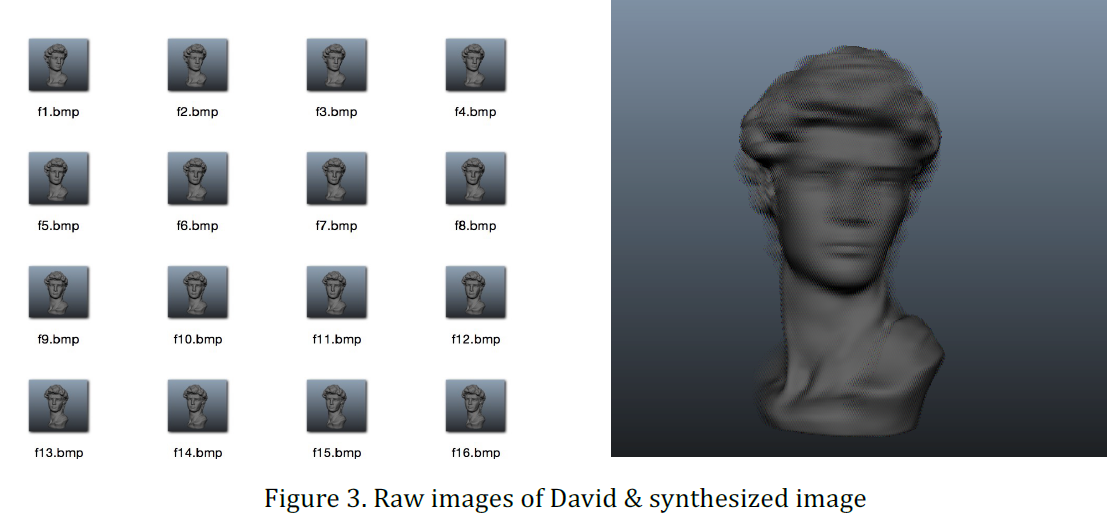 f1.bmp f2.bmp f3.bmp f4.bmp
f5.bmp f6.bmp f7.bmp f8.bmp
f9.bmp f10.bmp f11.bmp f12.bmp
f13.bmp f14.bmp f15.bmp f16.bmp
Figure 3. Raw images of David & synthesized image